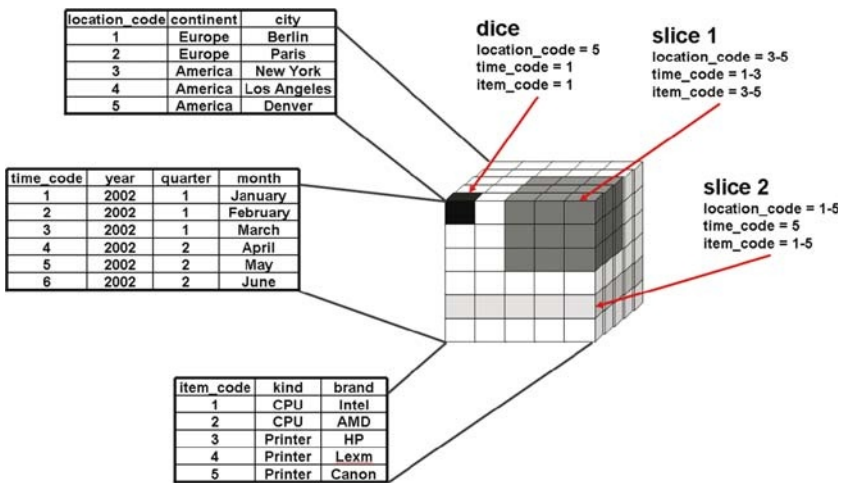 location_code continent city
1 Europe Berlin
2 Europe Paris
3 America New York
4 America Los Angeles
5 America Denver
dice
location_code = 5
time_code = 1
item_code = 1
slice 1
location_code = 3-5
time_code = 1-3
item_code = 3-5
time_code year quarter month
1 2002 1 January
2 2002 1 February
3 2002 1 March
4 2002 2 April
5 2002 2 May
6 2002 2 June
slice 2
location_code = 1-5
time_code = 5
item_code = 1-5
item_code kind brand
1 CPU Intel
2 CPU AMD
3 Printer HP
4 Printer Lexm
5 Printer Canon